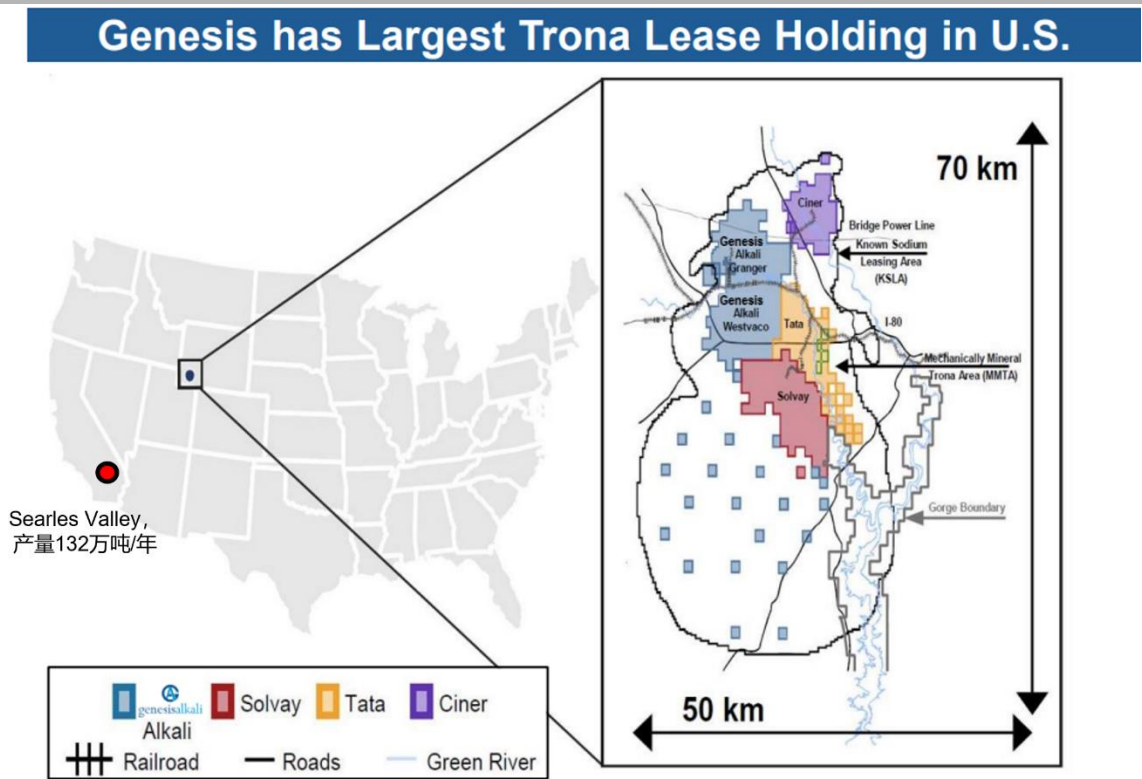 Genesis has Largest Trona Lease Holding in U.S.
70 km
Ciner
Bridge Power Line
Known Sodium
Leasing Area
(KSLA)
Genesis
Alkali
Granger
Genesis
Alkali
Westvaco
Tata
I-80
Mechanically Mineral
Trona Area (MMTA)
Solvay
Gorge Boundary
Searles Valley,
产量132万吨/年
50 km
genesisalkali
Alkali
Solvay
Tata
Ciner
Railroad
Roads
Green River